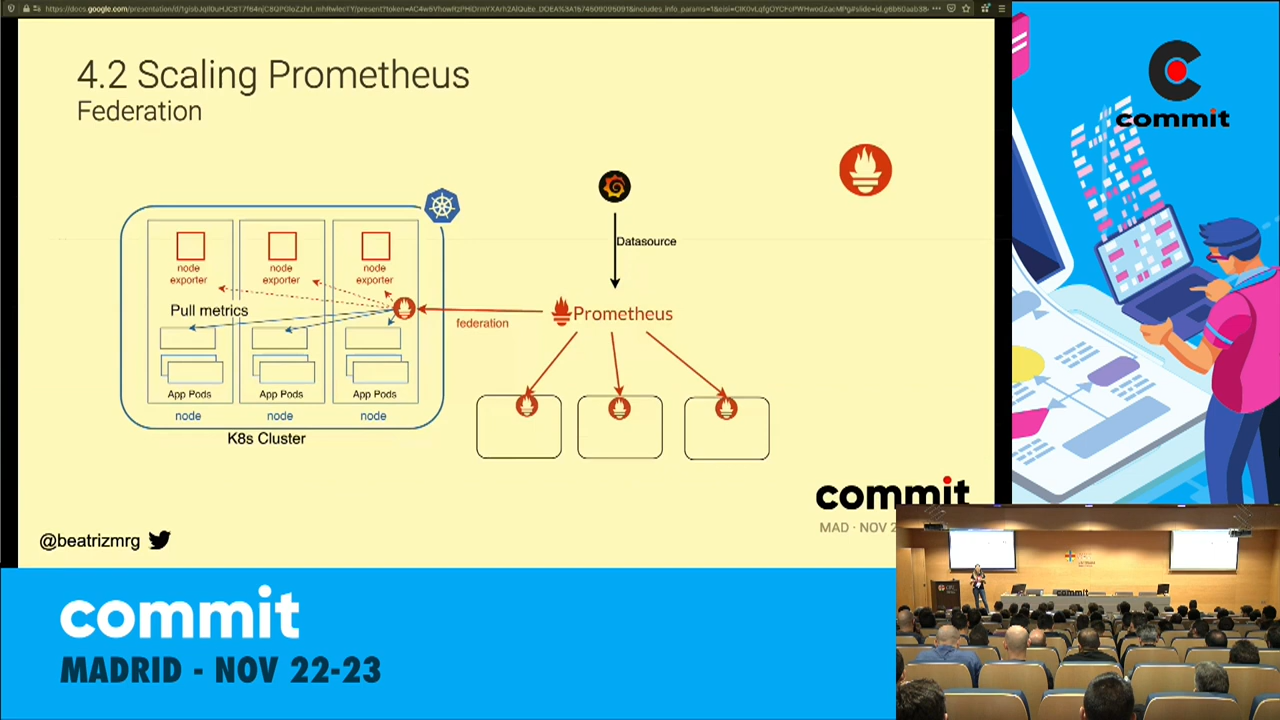 4.2 Scaling Prometheus
Federation
Datasource
node
exporter
node
exporter
node
exporter
Pull metrics
federation
Prometheus
App Pods
App Pods
App Pods
node
node
node
K8s Cluster
@beatrizmrg
commit
MAD · NOV 2
commit
commit
MADRID - NOV 22-23
commit